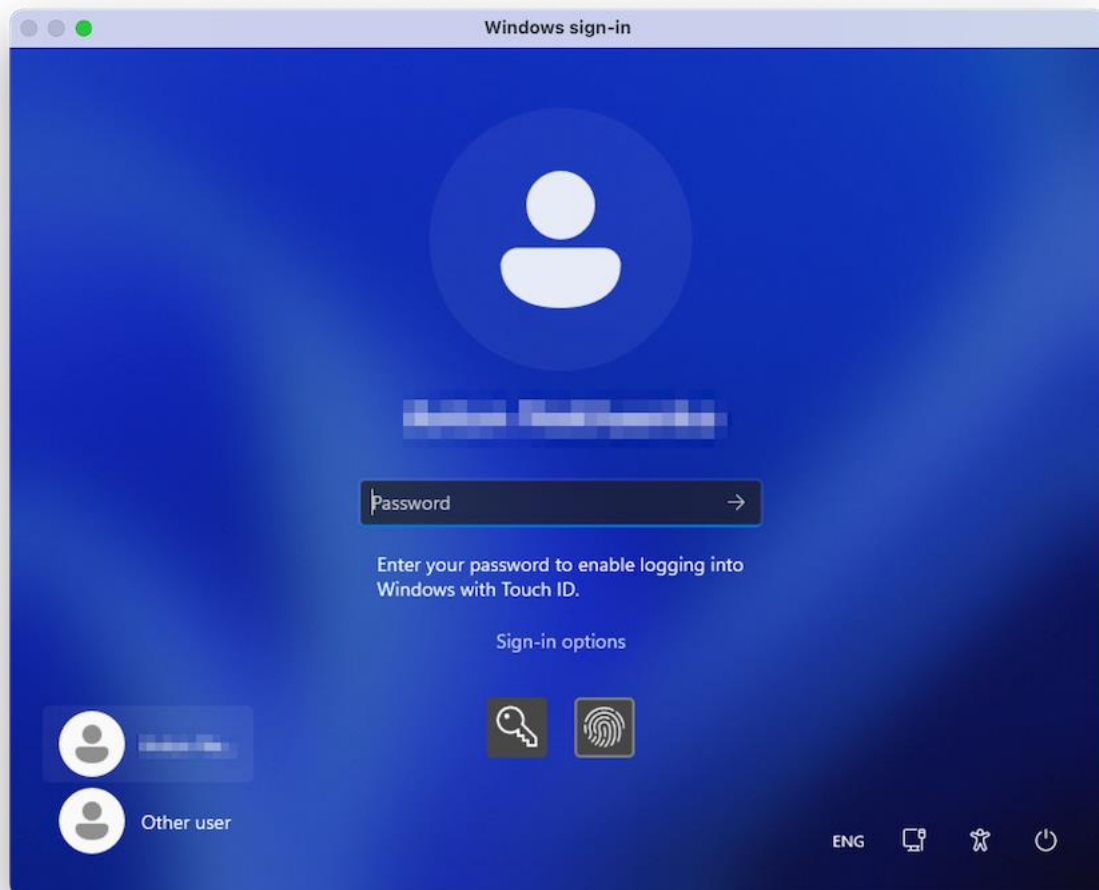 Windows sign-in
Password
Enter your password to enable logging into
Windows with Touch ID.
Sign-in options
Other user
ENG